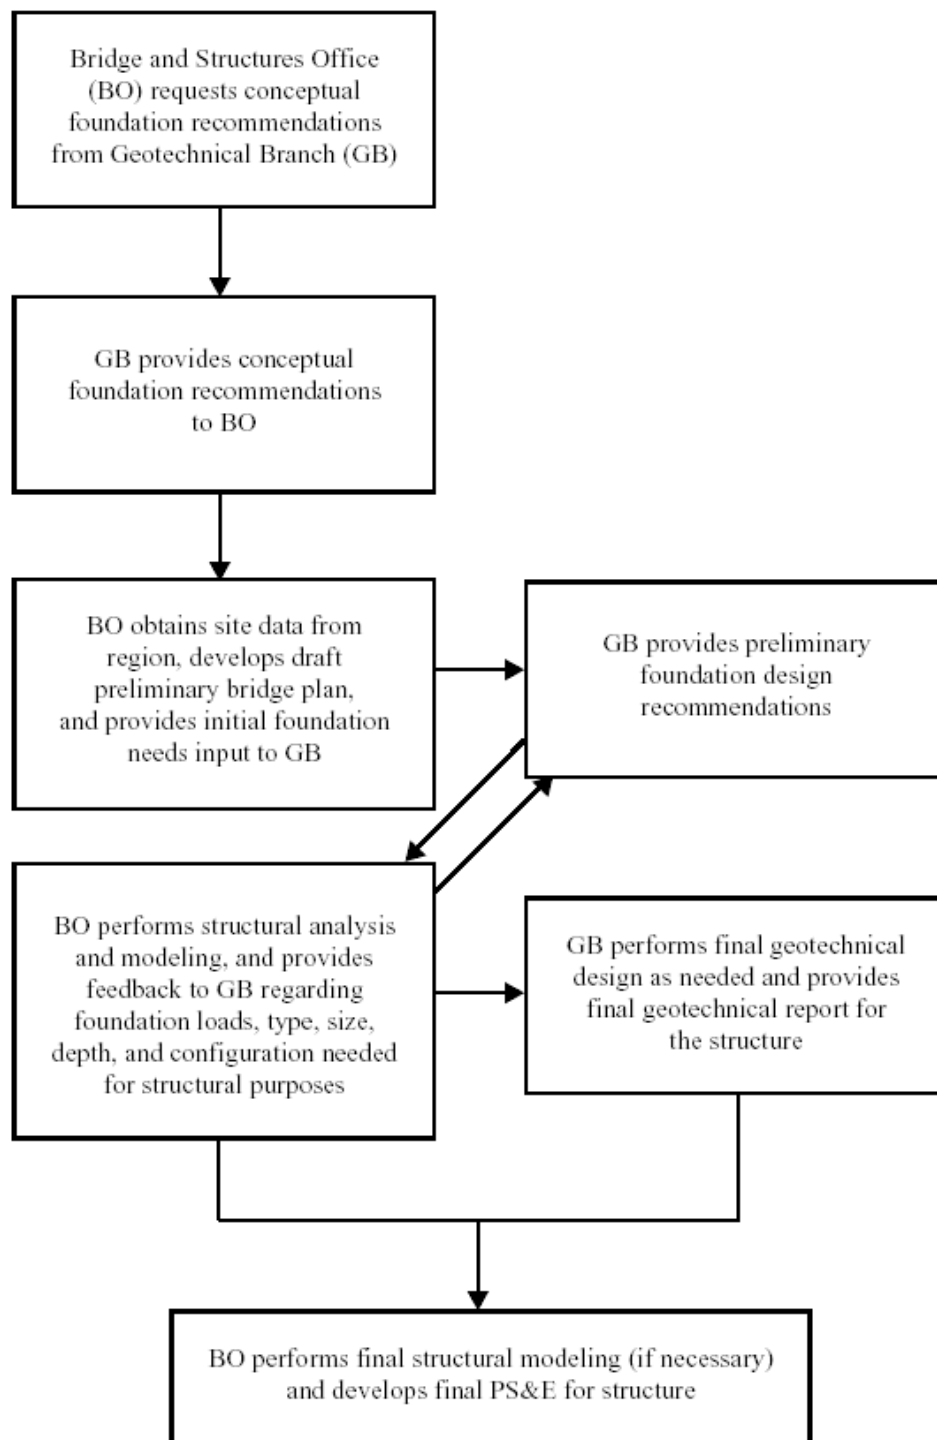 Bridge and Structures Office
(BO) requests conceptual
foundation recommendations
from Geotechnical Branch (GB)
GB provides conceptual
foundation recommendations
to BO
BO obtains site data from
region, develops draft
preliminary bridge plan,
and provides initial foundation
needs input to GB
GB provides preliminary
foundation design
recommendations
BO performs structural analysis
and modeling, and provides
feedback to GB regarding
foundation loads, type, size,
depth, and configuration needed
for structural purposes
GB performs final geotechnical
design as needed and provides
final geotechnical report for
the structure
BO performs final structural modeling (if necessary)
and develops final PS&E for structure